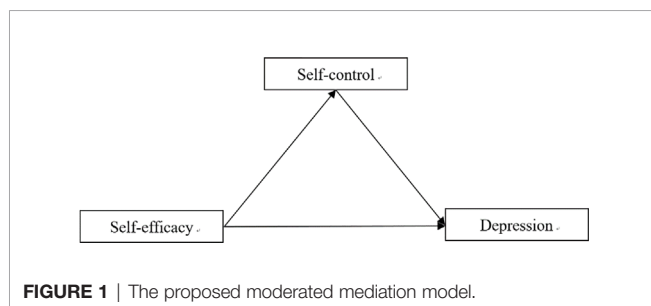 Self-control
Self-efficacy
Depression
FIGURE 1 | The proposed moderated mediation model.